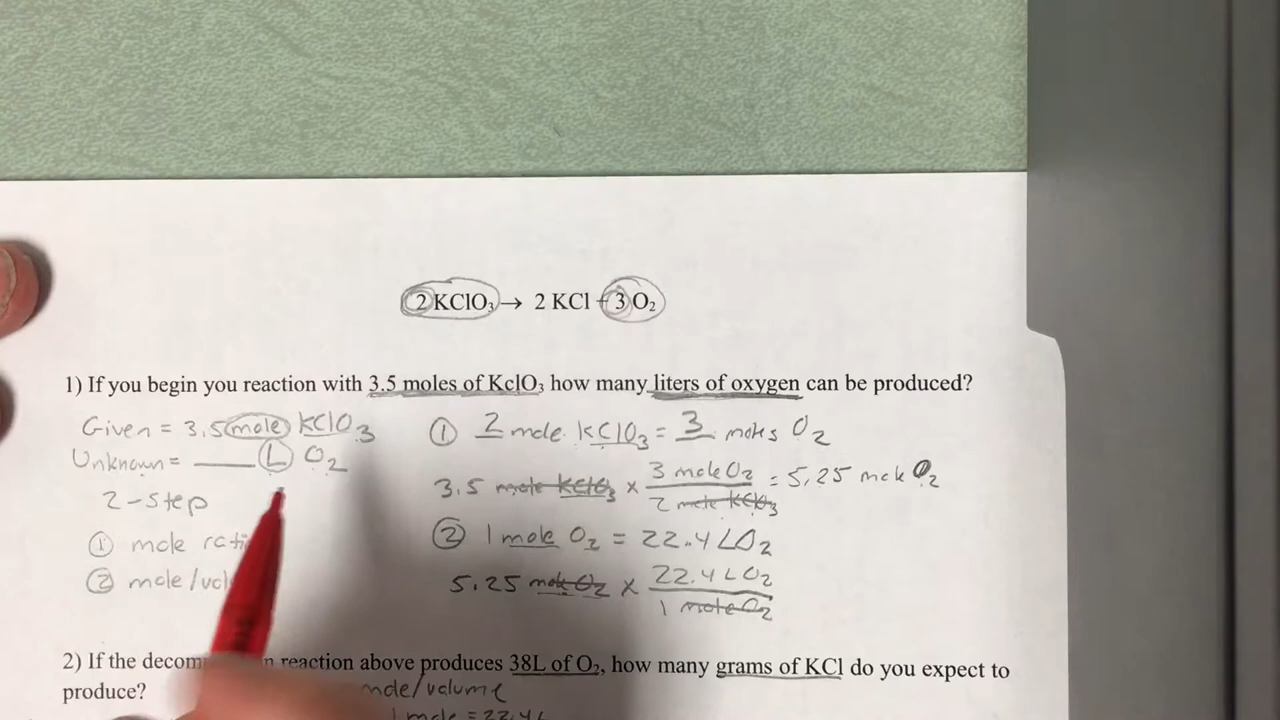 2 KClO₃ → 2 KCl + 3 O₂
1) If you begin you reaction with 3.5 moles of KclO₃ how many liters of oxygen can be produced?
Given = 3.5 mole KClO₃
Unknown = ____ L O₂
2-step
① mole
② mole/
① 2 mole KClO₃ = 3 moles O₂
3.5 mole KClO₃ x 3 mole O₂ / 2 mole KClO₃ = 5.25 mole O₂
② 1 mole O₂ = 22.4 L O₂
5.25 mole O₂ x 22.4 L O₂ / 1 mole O₂
2) If the reaction above produces 38L of O₂, how many grams of KCl do you expect to
produce?
mole/volume
1 mole = 22.4 L